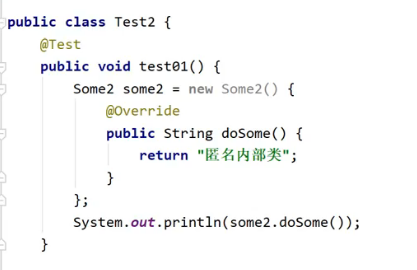 public class Test2 {
@Test
public void test01() {
Some2 some2 = new Some2() {
@Override
public String doSome() {
return "匿名内部类";
}
};
System.out.println(some2.doSome());
}